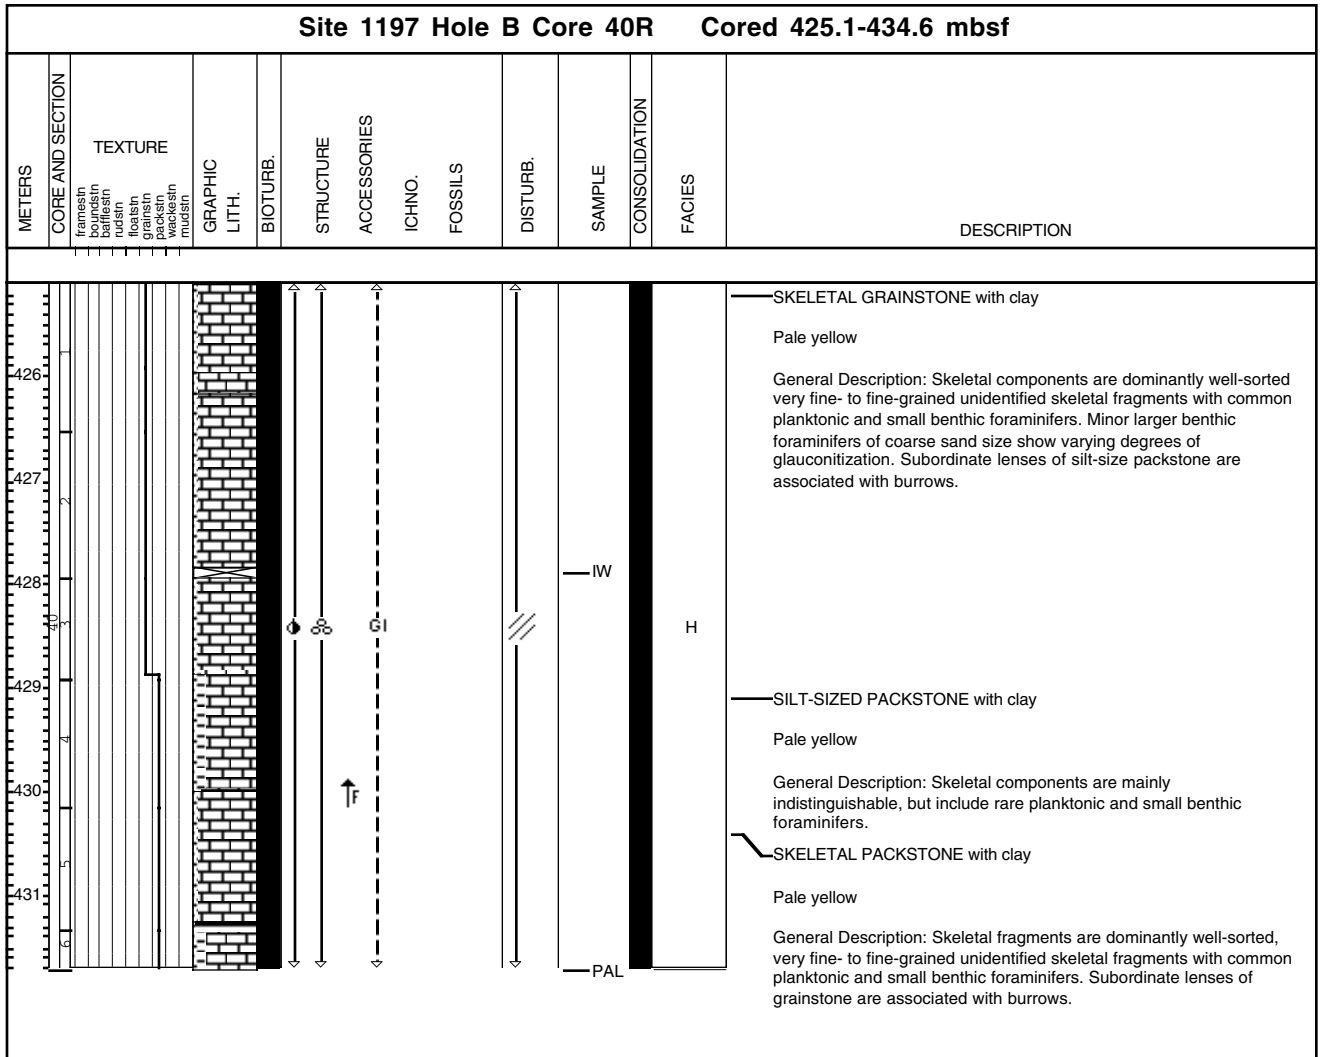 Site 1197 Hole B Core 40R Cored 425.1-434.6 mbsf
METERS
CORE AND SECTION
TEXTURE
framestn
boundstn
bafflestn
rudstn
floatstn
grainstn
packstn
wackestn
mudstn
GRAPHIC
LITH.
BIOTURB.
STRUCTURE
ACCESSORIES
ICHNO.
FOSSILS
DISTURB.
SAMPLE
CONSOLIDATION
FACIES
DESCRIPTION
426
427
428
429
430
431
40
1
2
3
4
5
6
GI
F
IW
PAL
H
SKELETAL GRAINSTONE with clay
Pale yellow
General Description: Skeletal components are dominantly well-sorted
very fine- to fine-grained unidentified skeletal fragments with common
planktonic and small benthic foraminifers. Minor larger benthic
foraminifers of coarse sand size show varying degrees of
glauconitization. Subordinate lenses of silt-size packstone are
associated with burrows.
SILT-SIZED PACKSTONE with clay
Pale yellow
General Description: Skeletal components are mainly
indistinguishable, but include rare planktonic and small benthic
foraminifers.
SKELETAL PACKSTONE with clay
Pale yellow
General Description: Skeletal fragments are dominantly well-sorted,
very fine- to fine-grained unidentified skeletal fragments with common
planktonic and small benthic foraminifers. Subordinate lenses of
grainstone are associated with burrows.